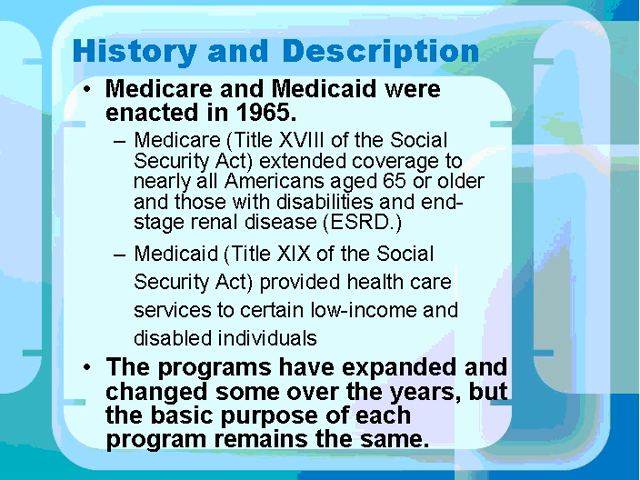 History and Description
• Medicare and Medicaid were
enacted in 1965.
– Medicare (Title XVIII of the Social
Security Act) extended coverage to
nearly all Americans aged 65 or older
and those with disabilities and end-
stage renal disease (ESRD.)
– Medicaid (Title XIX of the Social
Security Act) provided health care
services to certain low-income and
disabled individuals
• The programs have expanded and
changed some over the years, but
the basic purpose of each
program remains the same.